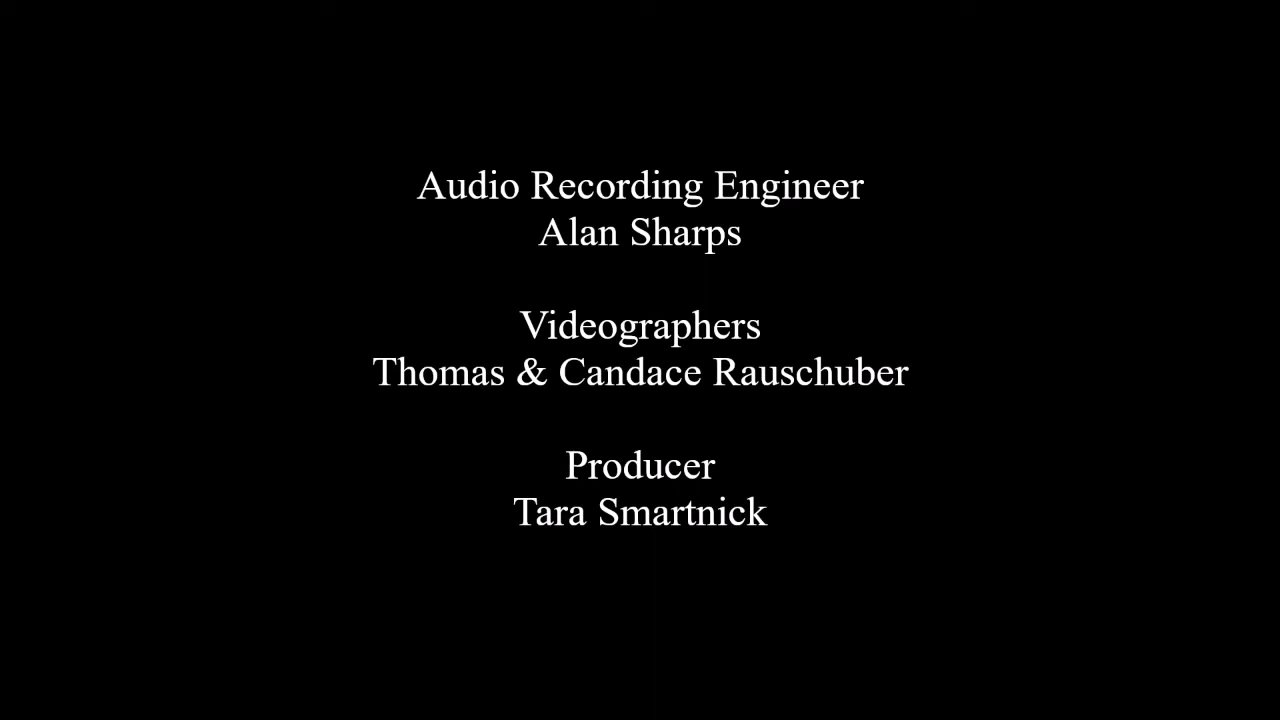 Audio Recording Engineer
Alan Sharps
Videographers
Thomas & Candace Rauschuber
Producer
Tara Smartnick